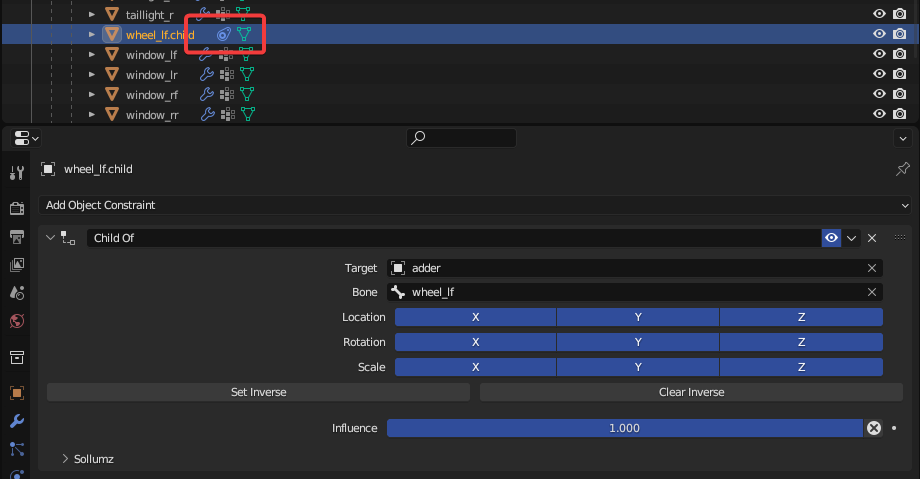 taillight_r
wheel_lf.child
window_lf
window_lr
window_rf
window_rr
wheel_lf.child
Add Object Constraint
Child Of
Target adder
Bone wheel_lf
Location X Y Z
Rotation X Y Z
Scale X Y Z
Set Inverse Clear Inverse
Influence 1.000
Sollumz